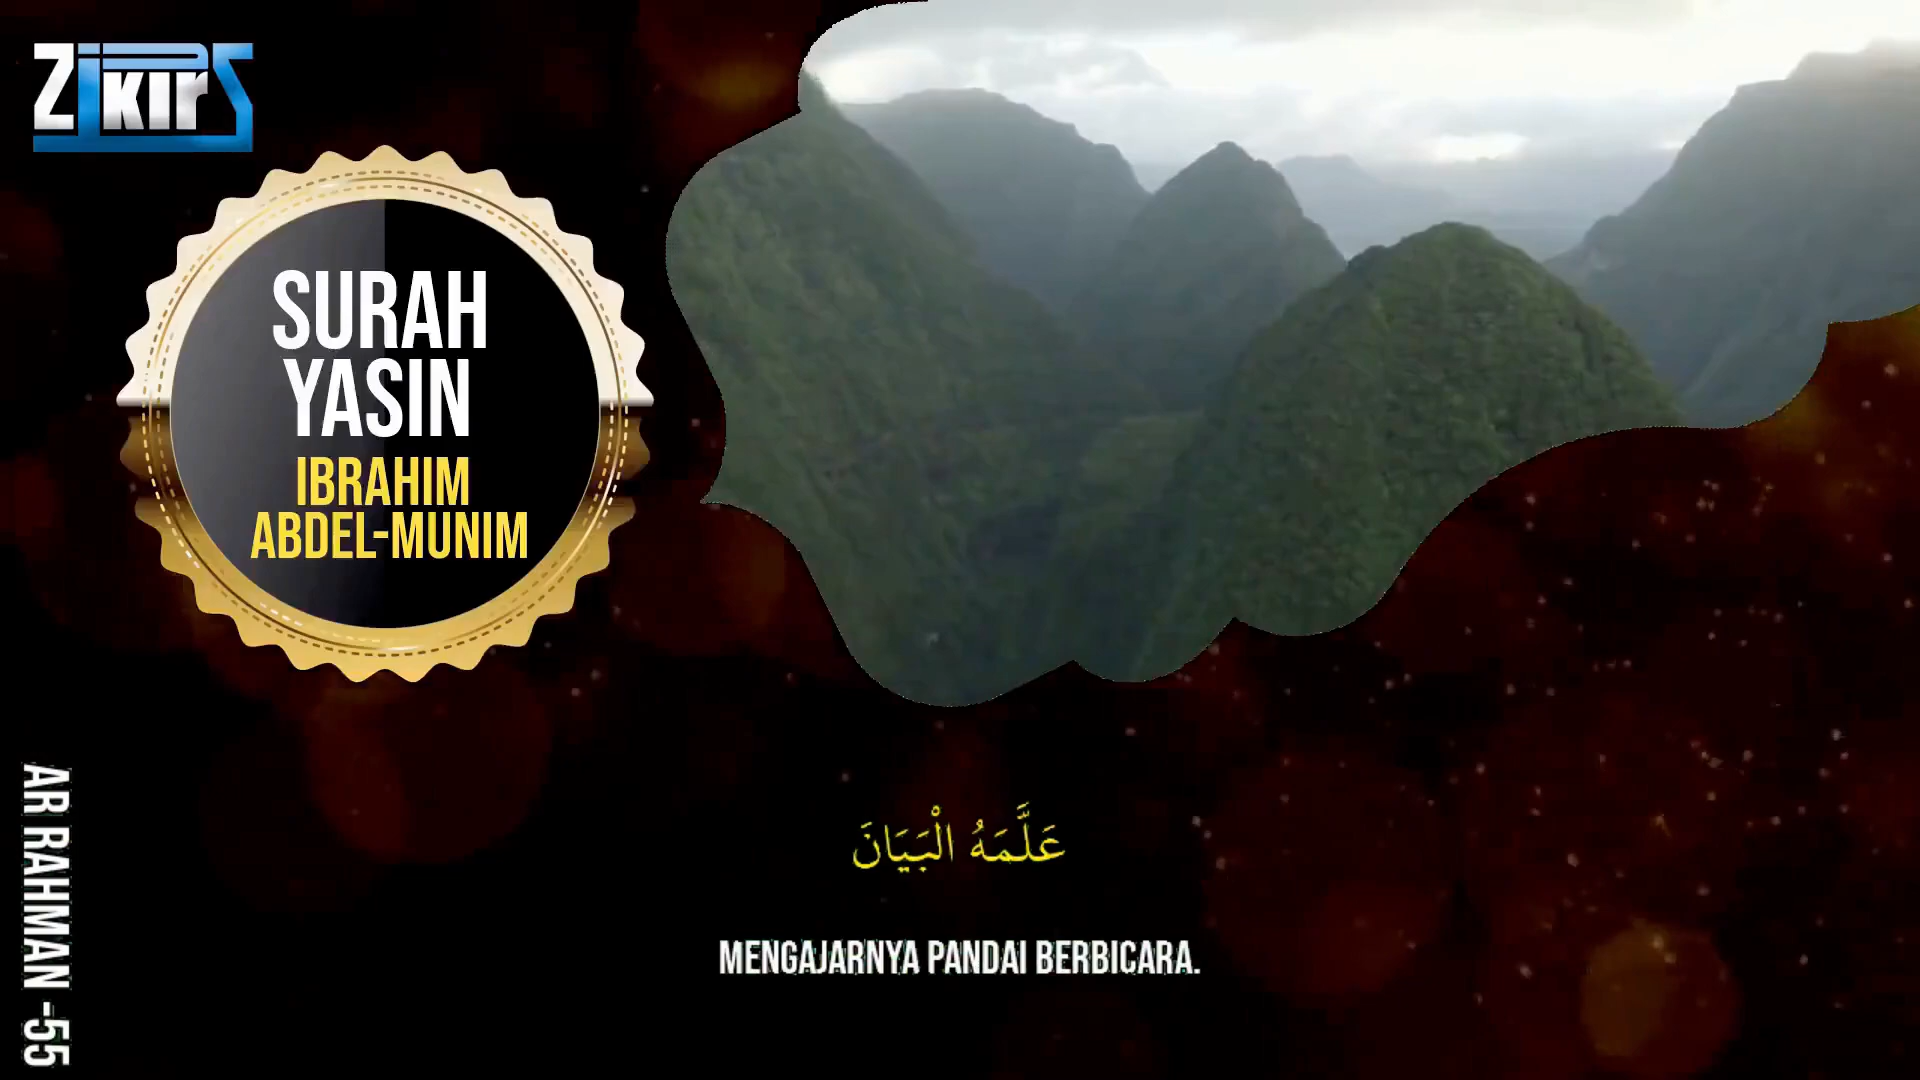 ZikirS
SURAH
YASIN
IBRAHIM
ABDEL-MUNIM
عَلَّمَهُ الْبَيَانَ
MENGAJARNYA PANDAI BERBICARA.
AR RAHMAN -55